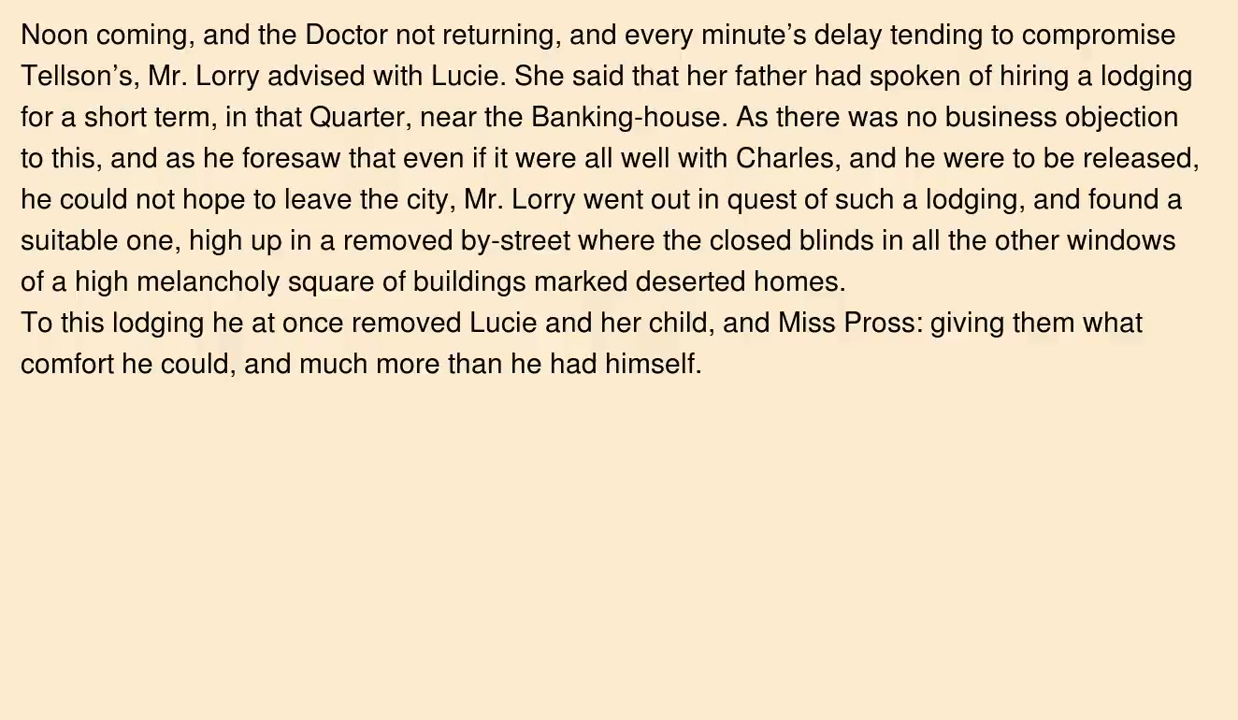 Noon coming, and the Doctor not returning, and every minute’s delay tending to compromise
Tellson’s, Mr. Lorry advised with Lucie. She said that her father had spoken of hiring a lodging
for a short term, in that Quarter, near the Banking-house. As there was no business objection
to this, and as he foresaw that even if it were all well with Charles, and he were to be released,
he could not hope to leave the city, Mr. Lorry went out in quest of such a lodging, and found a
suitable one, high up in a removed by-street where the closed blinds in all the other windows
of a high melancholy square of buildings marked deserted homes.
To this lodging he at once removed Lucie and her child, and Miss Pross: giving them what
comfort he could, and much more than he had himself.